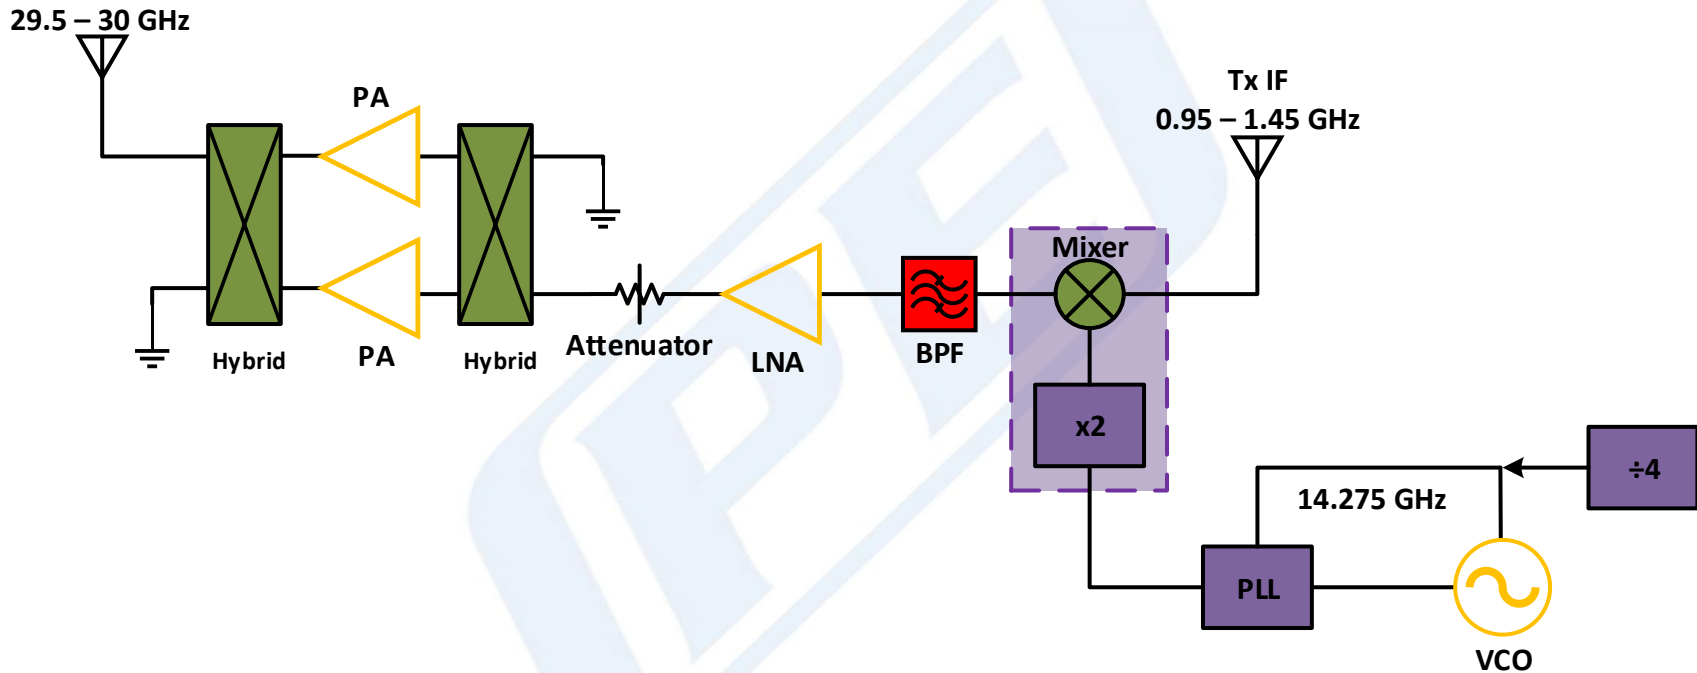 29.5 – 30 GHz
PA
Tx IF
0.95 – 1.45 GHz
Mixer
Hybrid
PA
Hybrid
Attenuator
LNA
BPF
x2
÷4
14.275 GHz
PLL
VCO